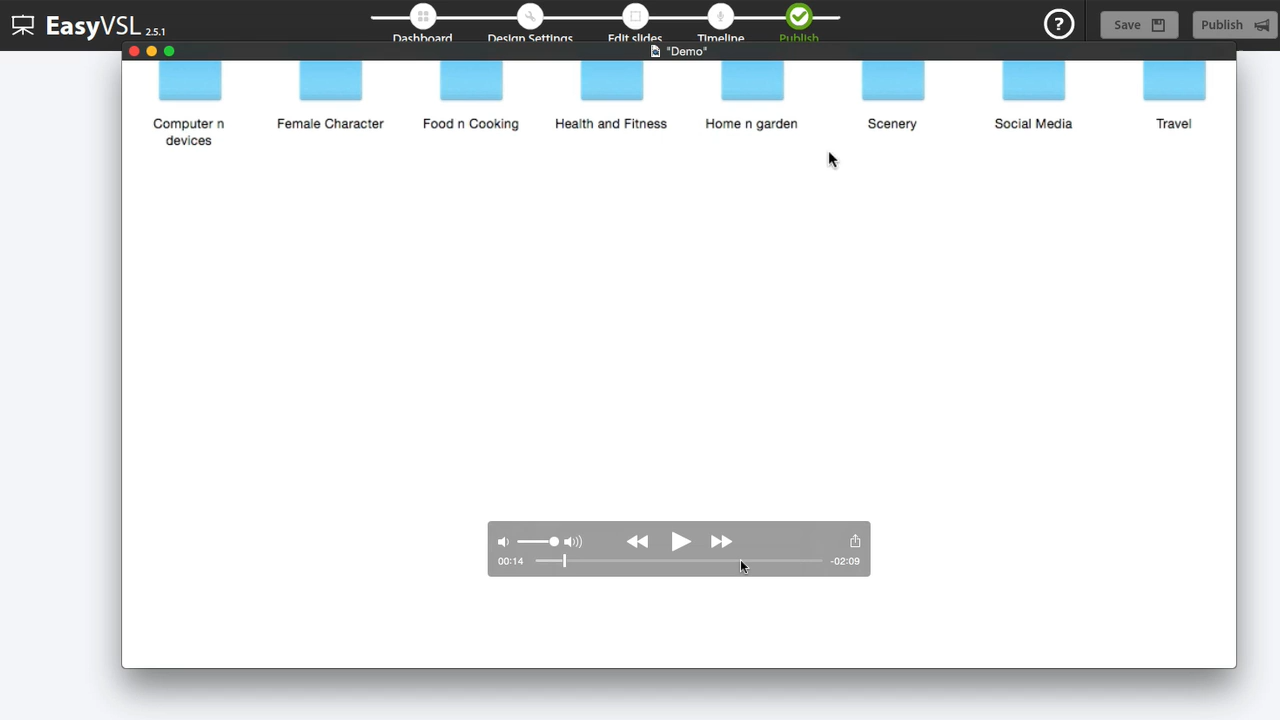 EasyVSL 2.5.1
Dashboard
Design Settings
Edit slides
Timeline
Publish
?
Save
Publish
"Demo"
Computer n
devices
Female Character
Food n Cooking
Health and Fitness
Home n garden
Scenery
Social Media
Travel
00:14
-02:09